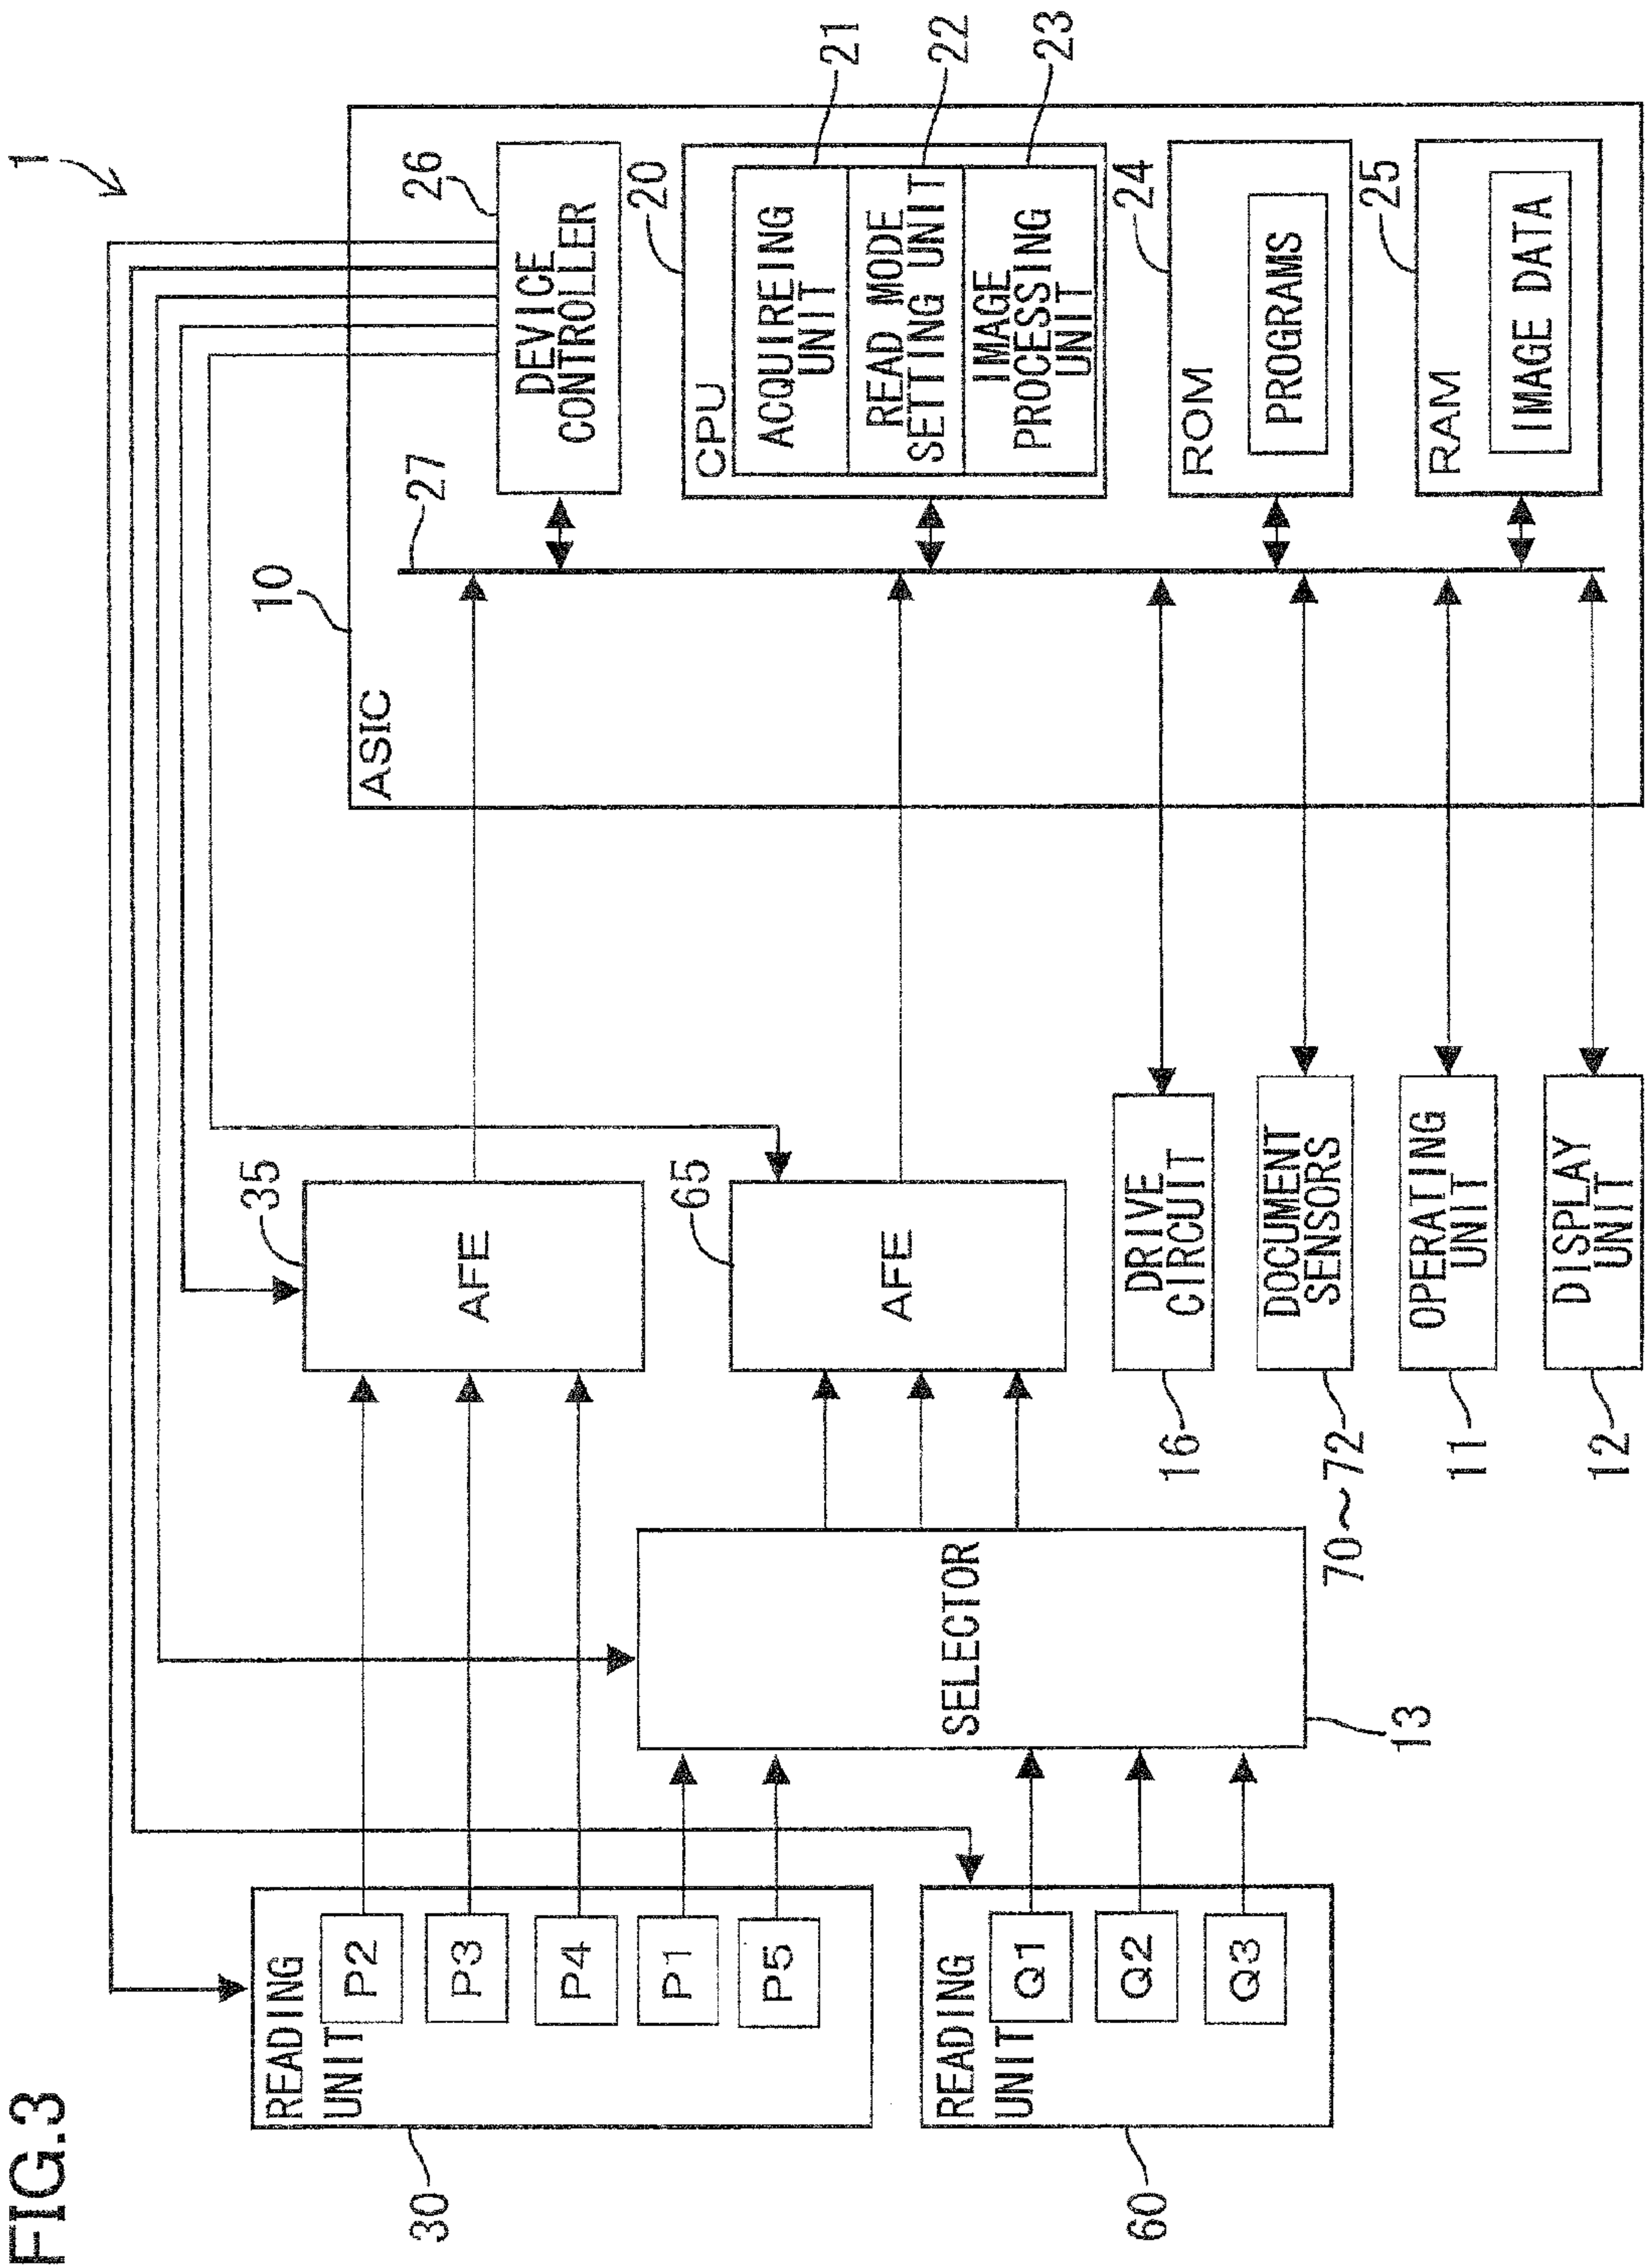 FIG.3
1
30
READING
UNIT
P2
P3
P4
P1
P5
60
READING
UNIT
Q1
Q2
Q3
SELECTOR
13
35
AFE
65
AFE
16
DRIVE
CIRCUIT
70~72
DOCUMENT
SENSORS
11
OPERATING
UNIT
12
DISPLAY
UNIT
10
ASIC
27
26
DEVICE
CONTROLLER
20
CPU
ACQUIREING
UNIT
21
READ MODE
SETTING UNIT
22
IMAGE
PROCESSING
UNIT
23
24
ROM
PROGRAMS
25
RAM
IMAGE DATA